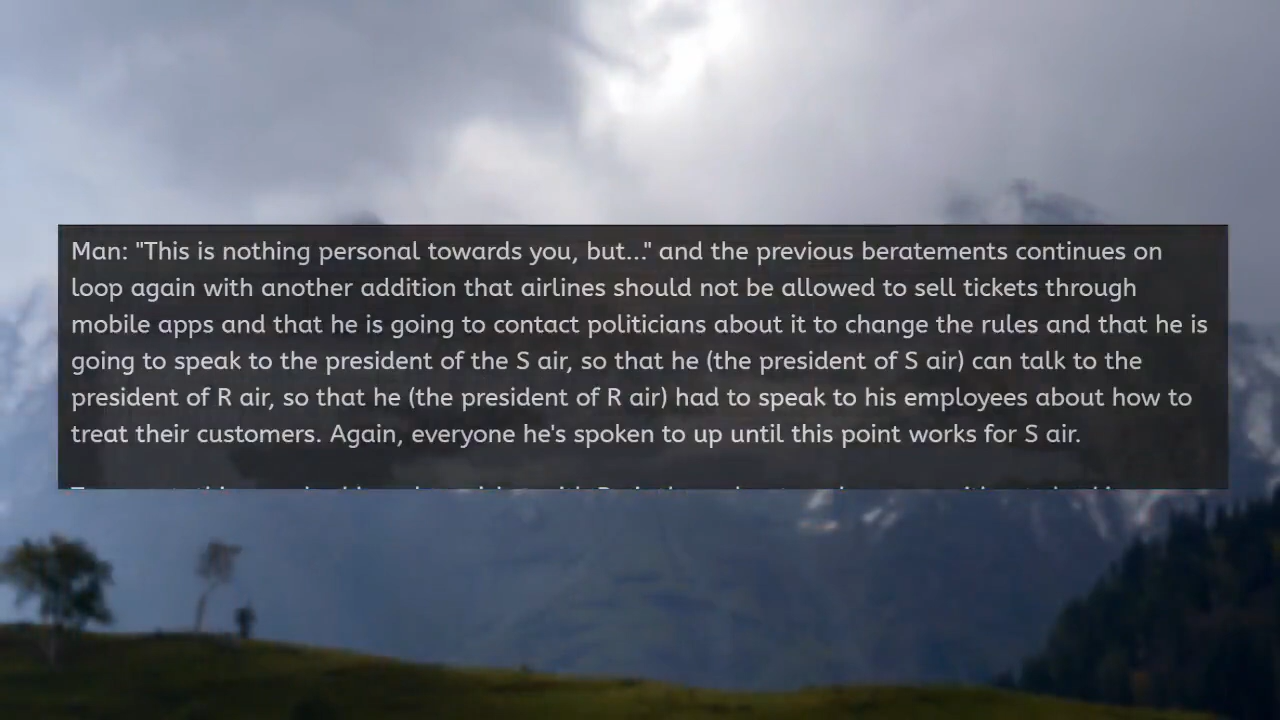 Man: "This is nothing personal towards you, but..." and the previous beratements continues on
loop again with another addition that airlines should not be allowed to sell tickets through
mobile apps and that he is going to contact politicians about it to change the rules and that he is
going to speak to the president of the S air, so that he (the president of S air) can talk to the
president of R air, so that he (the president of R air) had to speak to his employees about how to
treat their customers. Again, everyone he's spoken to up until this point works for S air.